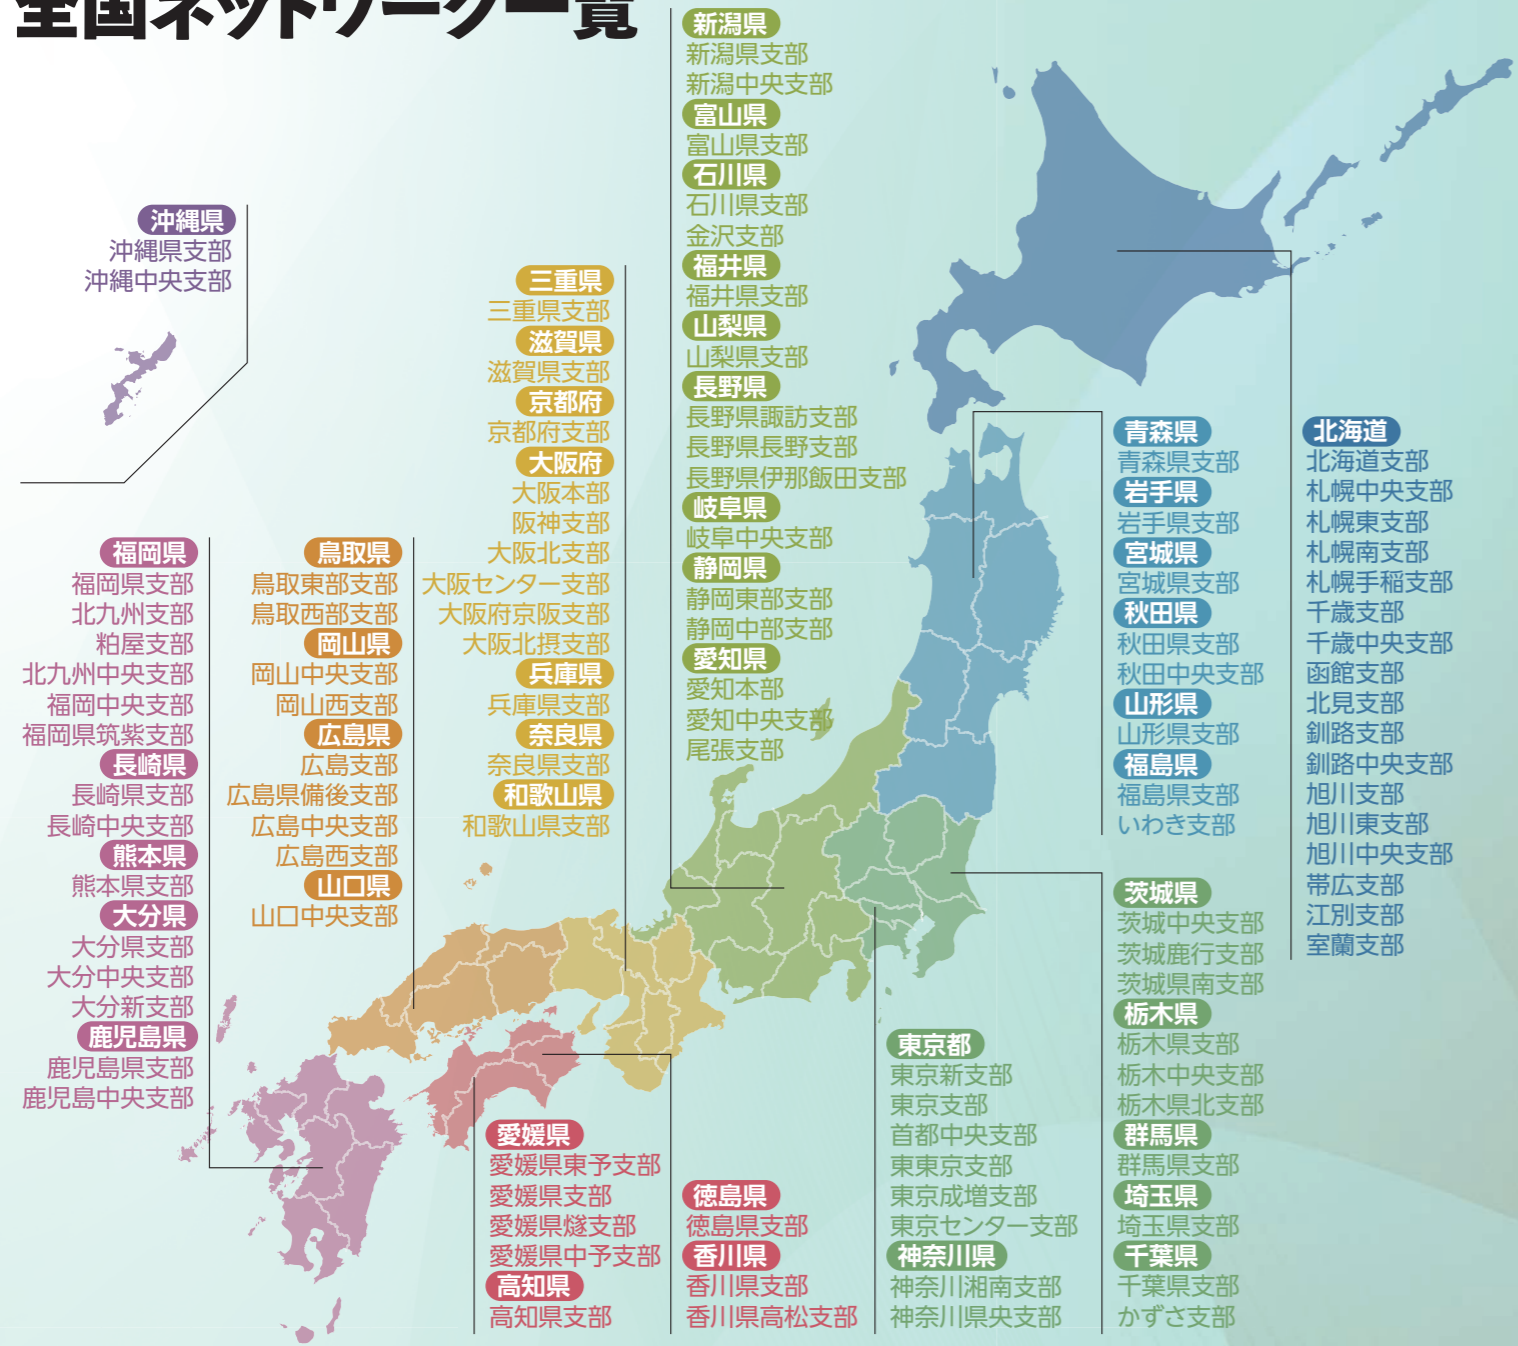 全国ネットワーク一覧
沖縄県
沖縄県支部
沖縄中央支部
福岡県
福岡県支部
北九州支部
粕屋支部
北九州中央支部
福岡中央支部
福岡県筑紫支部
長崎県
長崎県支部
長崎中央支部
熊本県
熊本県支部
大分県
大分県支部
大分中央支部
大分新支部
鹿児島県
鹿児島県支部
鹿児島中央支部
鳥取県
鳥取東部支部
鳥取西部支部
岡山県
岡山中央支部
岡山西支部
広島県
広島支部
広島県備後支部
広島中央支部
広島西支部
山口県
山口中央支部
三重県
三重県支部
滋賀県
滋賀県支部
京都府
京都府支部
大阪府
大阪本部
阪神支部
大阪北支部
大阪センター支部
大阪府京阪支部
大阪北摂支部
兵庫県
兵庫県支部
奈良県
奈良県支部
和歌山県
和歌山県支部
新潟県
新潟県支部
新潟中央支部
富山県
富山県支部
石川県
石川県支部
金沢支部
福井県
福井県支部
山梨県
山梨県支部
長野県
長野県諏訪支部
長野県長野支部
長野県伊那飯田支部
岐阜県
岐阜中央支部
静岡県
静岡東部支部
静岡中部支部
愛知県
愛知本部
愛知中央支部
尾張支部
愛媛県
愛媛県東予支部
愛媛県支部
愛媛県燧支部
愛媛県中予支部
高知県
高知県支部
徳島県
徳島県支部
香川県
香川県支部
香川県高松支部
東京都
東京新支部
東京支部
首都中央支部
東東京支部
東京成増支部
東京センター支部
神奈川県
神奈川湘南支部
神奈川県央支部
青森県
青森県支部
岩手県
岩手県支部
宮城県
宮城県支部
秋田県
秋田県支部
秋田中央支部
山形県
山形県支部
福島県
福島県支部
いわき支部
茨城県
茨城中央支部
茨城鹿行支部
茨城県南支部
栃木県
栃木県支部
栃木中央支部
栃木県北支部
群馬県
群馬県支部
埼玉県
埼玉県支部
千葉県
千葉県支部
かずさ支部
北海道
北海道支部
札幌中央支部
札幌東支部
札幌南支部
札幌手稲支部
千歳支部
千歳中央支部
函館支部
北見支部
釧路支部
釧路中央支部
旭川支部
旭川東支部
旭川中央支部
帯広支部
江別支部
室蘭支部